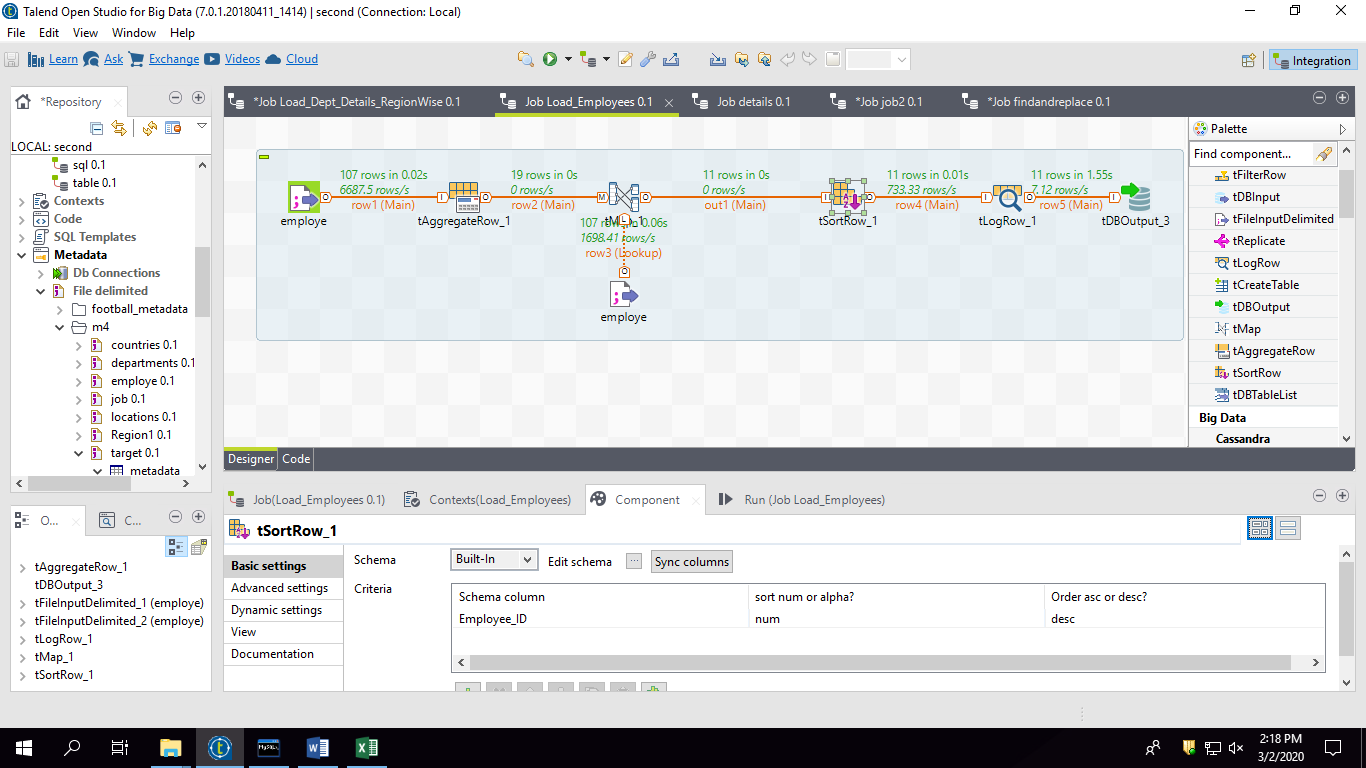 Talend Open Studio for Big Data (7.0.1.20180411_1414) | second (Connection: Local)
File Edit View Window Help
Learn Ask Exchange Videos Cloud
Integration
*Repository
LOCAL: second
sql 0.1
table 0.1
Contexts
Code
SQL Templates
Metadata
Db Connections
File delimited
football_metadata
m4
countries 0.1
departments 0.1
employe 0.1
job 0.1
locations 0.1
Region1 0.1
target 0.1
metadata
*Job Load_Dept_Details_RegionWise 0.1 Job Load_Employees 0.1 Job details 0.1 *Job job2 0.1 *Job findandreplace 0.1
107 rows in 0.02s 19 rows in 0s 11 rows in 0s 11 rows in 0.01s 11 rows in 1.55s
6687.5 rows/s 0 rows/s 0 rows/s 733.33 rows/s 7.12 rows/s
row1 (Main) row2 (Main) out1 (Main) row4 (Main) row5 (Main)
employe tAggregateRow_1 tSortRow_1 tLogRow_1 tDBOutput_3
1698.41 rows/s
row3 (Lookup)
employe
Palette
Find component...
tFilterRow
tDBInput
tFileInputDelimited
tReplicate
tLogRow
tCreateTable
tDBOutput
tMap
tAggregateRow
tSortRow
tDBTableList
Big Data
Cassandra
Designer Code
O... C...
tAggregateRow_1
tDBOutput_3
tFileInputDelimited_1 (employe)
tFileInputDelimited_2 (employe)
tLogRow_1
tMap_1
tSortRow_1
Job(Load_Employees 0.1) Contexts(Load_Employees) Component Run (Job Load_Employees)
tSortRow_1
Basic settings
Advanced settings
Dynamic settings
View
Documentation
Schema Built-In Edit schema ... Sync columns
Criteria
Schema column sort num or alpha? Order asc or desc?
Employee_ID num desc
MySQL
2:18 PM
3/2/2020